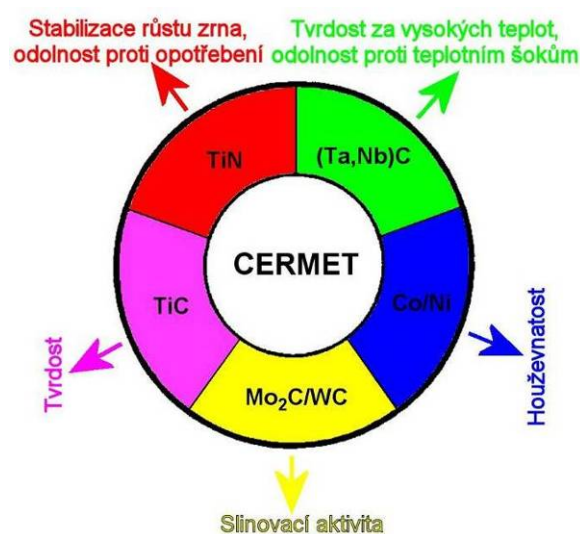 Stabilizace růstu zrna,
odolnost proti opotřebení
Tvrdost za vysokých teplot,
odolnost proti teplotním šokům
TiN
(Ta,Nb)C
CERMET
TiC
Co/Ni
Mo₂C/WC
Tvrdost
Houževnatost
Slinovací aktivita